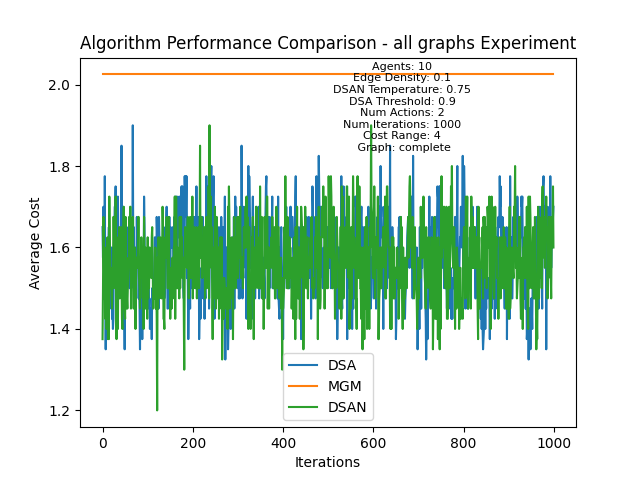 Algorithm Performance Comparison - all graphs Experiment
Agents: 10
Edge Density: 0.1
DSAN Temperature: 0.75
DSA Threshold: 0.9
Num Actions: 2
Num Iterations: 1000
Cost Range: 4
Graph: complete
2.0
1.8
1.6
1.4
1.2
Average Cost
DSA
MGM
DSAN
0
200
400
600
800
1000
Iterations